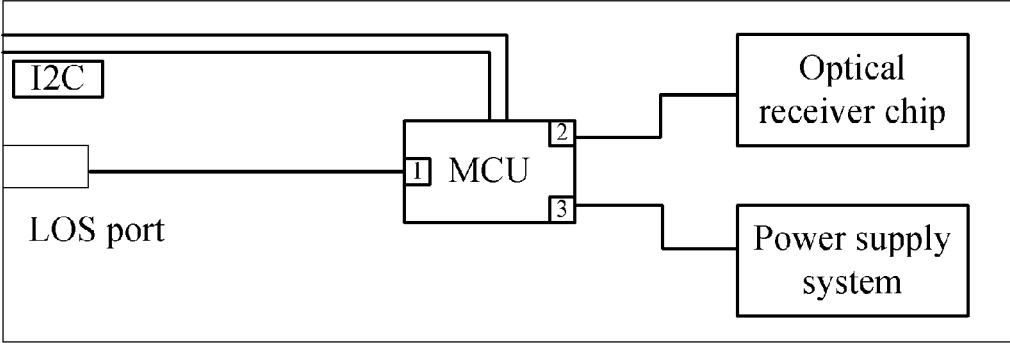 I2C
Optical
receiver chip
2
1
MCU
3
LOS port
Power supply
system